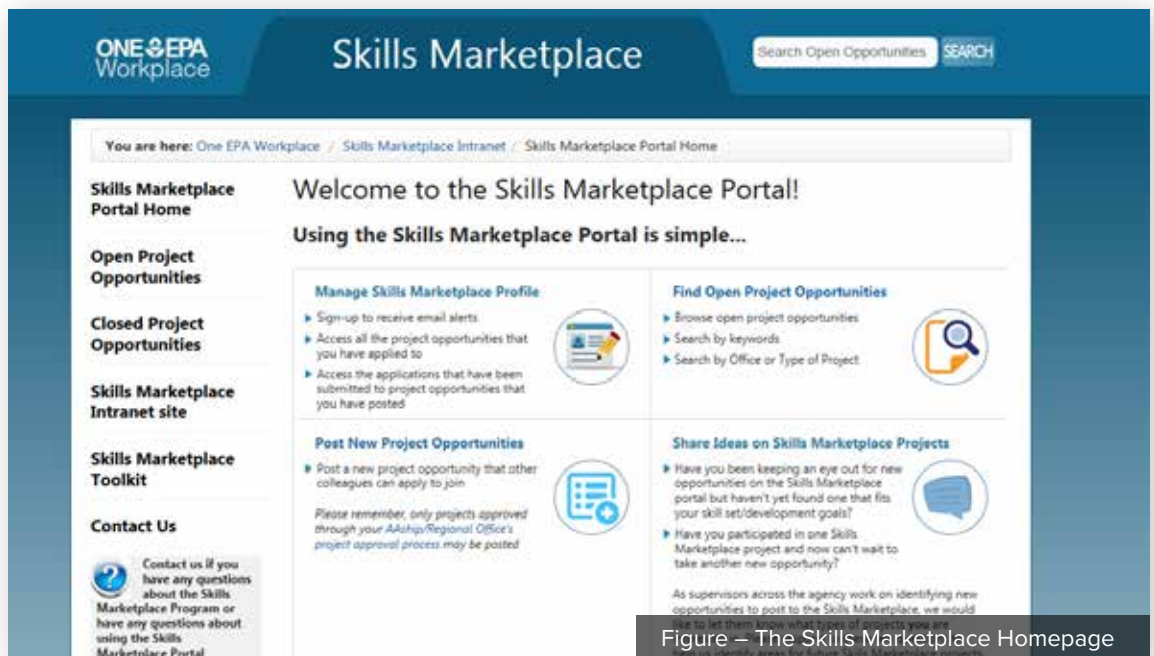 ONE EPA
Workplace
Skills Marketplace
Search Open Opportunities
SEARCH
You are here: One EPA Workplace / Skills Marketplace Intranet / Skills Marketplace Portal Home
Skills Marketplace
Portal Home
Open Project
Opportunities
Closed Project
Opportunities
Skills Marketplace
Intranet site
Skills Marketplace
Toolkit
Contact Us
Contact us if you
have any questions
about the Skills
Marketplace Program or
have any questions about
using the Skills
Marketplace Portal
Welcome to the Skills Marketplace Portal!
Using the Skills Marketplace Portal is simple...
Manage Skills Marketplace Profile
Sign-up to receive email alerts
Access all the project opportunities that
you have applied to
Access the applications that have been
submitted to project opportunities that
you have posted
Find Open Project Opportunities
Browse open project opportunities
Search by keywords
Search by Office or Type of Project
Post New Project Opportunities
Post a new project opportunity that other
colleagues can apply to join
Please remember, only projects approved
through your AAship/Regional Office's
project approval process may be posted
Share Ideas on Skills Marketplace Projects
Have you been keeping an eye out for new
opportunities on the Skills Marketplace
portal but haven't yet found one that fits
your skill set/development goals?
Have you participated in one Skills
Marketplace project and now can't wait to
take another new opportunity?
As supervisors across the agency work on identifying new
opportunities to post to the Skills Marketplace, we would
like to let them know what types of projects you are
Figure – The Skills Marketplace Homepage